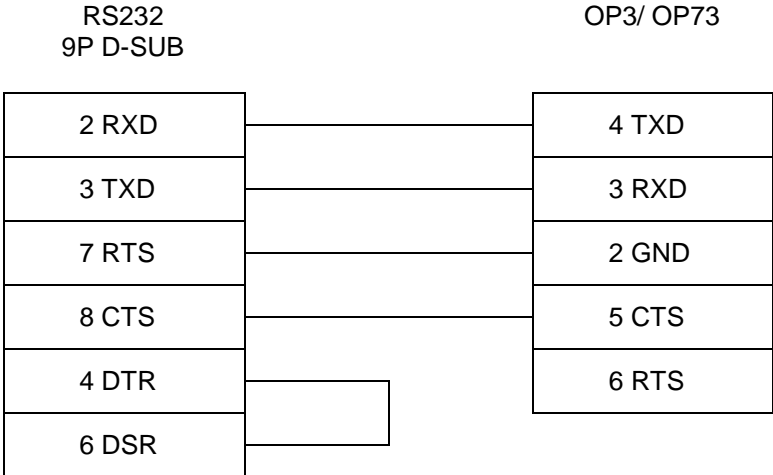 RS232
9P D-SUB
OP3/ OP73
2 RXD
4 TXD
3 TXD
3 RXD
7 RTS
2 GND
8 CTS
5 CTS
4 DTR
6 RTS
6 DSR